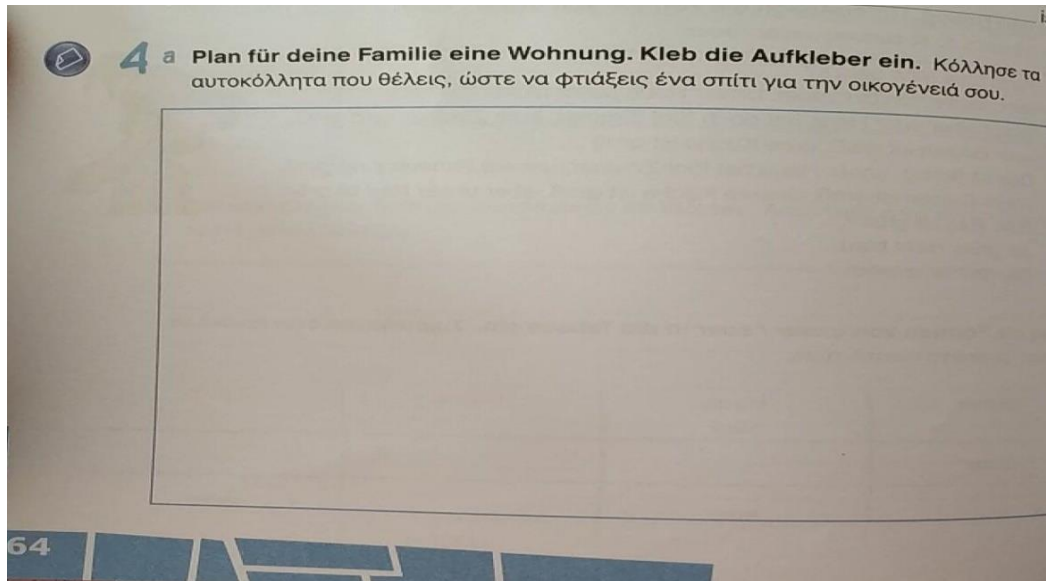 4 a Plan für deine Familie eine Wohnung. Kleb die Aufkleber ein. Κόλλησε τα
αυτοκόλλητα που θέλεις, ώστε να φτιάξεις ένα σπίτι για την οικογένειά σου.
64